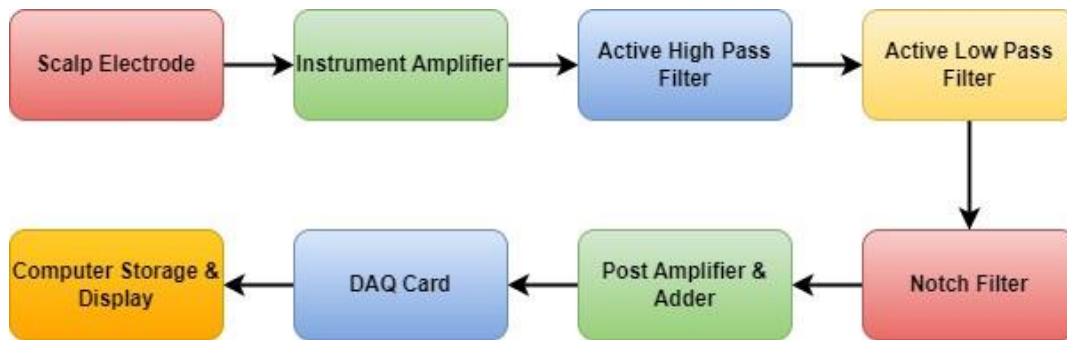 Scalp Electrode
Instrument Amplifier
Active High Pass
Filter
Active Low Pass
Filter
Notch Filter
Post Amplifier &
Adder
DAQ Card
Computer Storage &
Display